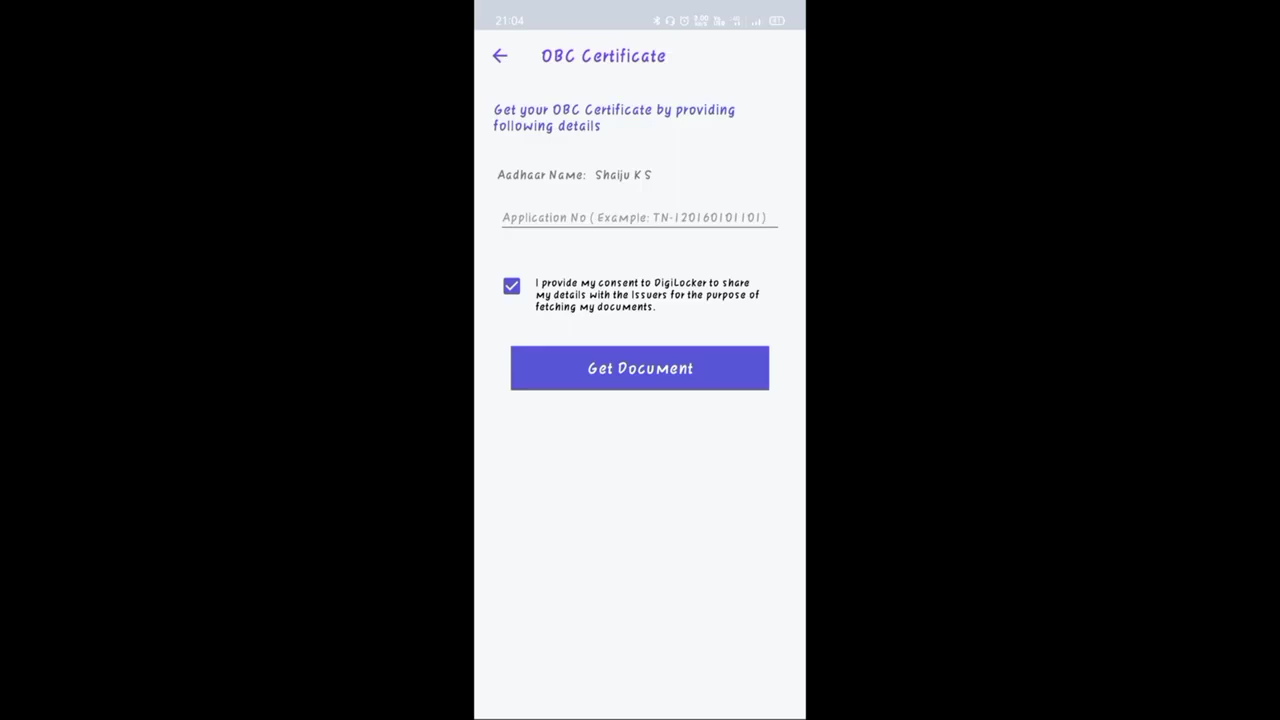 21:04
OBC Certificate
Get your OBC Certificate by providing
following details
Aadhaar Name: Shaiju K S
Application No ( Example: TN-120160101101)
I provide my consent to DigiLocker to share
my details with the Issuers for the purpose of
fetching my documents.
Get Document